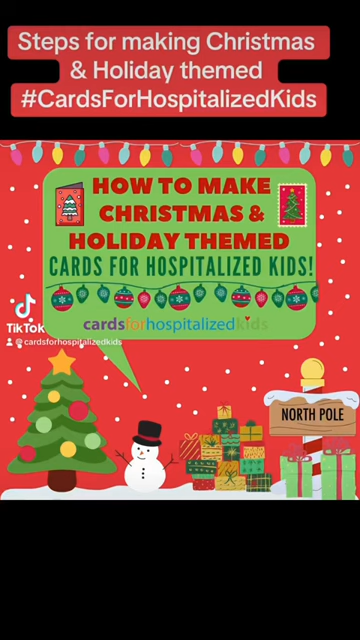 Steps for making Christmas
& Holiday themed
#CardsForHospitalizedKids
HOW TO MAKE
CHRISTMAS &
HOLIDAY THEMED
CARDS FOR HOSPITALIZED KIDS!
cardsforhospitalizedkids
TikTok
@cardsforhospitalizedkids
NORTH POLE